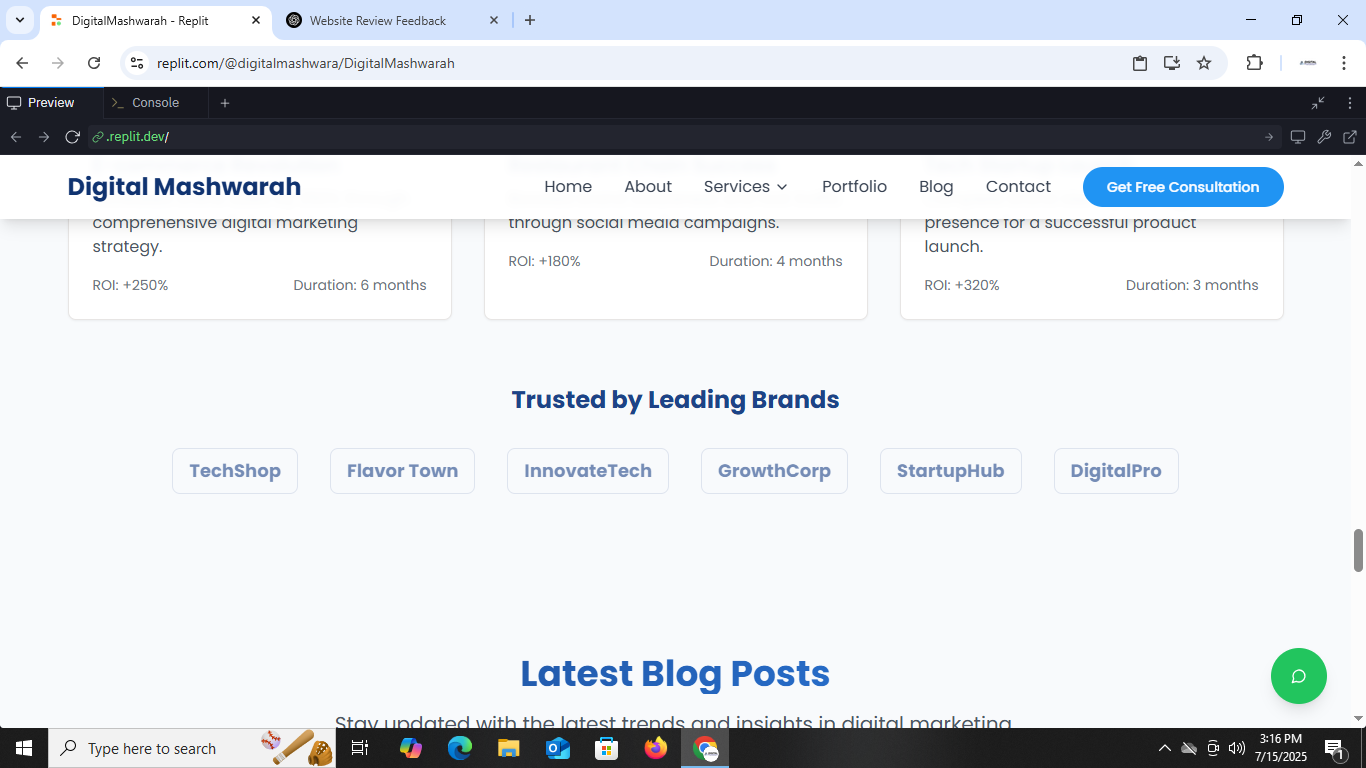 DigitalMashwarah - Replit
Website Review Feedback
replit.com/@digitalmashwara/DigitalMashwarah
Preview
Console
.replit.dev/
Digital Mashwarah
Home
About
Services
Portfolio
Blog
Contact
Get Free Consultation
comprehensive digital marketing
strategy.
ROI: +250%
Duration: 6 months
through social media campaigns.
ROI: +180%
Duration: 4 months
presence for a successful product
launch.
ROI: +320%
Duration: 3 months
Trusted by Leading Brands
TechShop
Flavor Town
InnovateTech
GrowthCorp
StartupHub
DigitalPro
Latest Blog Posts
Stay updated with the latest trends and insights in digital marketing
Type here to search
3:16 PM
7/15/2025
1